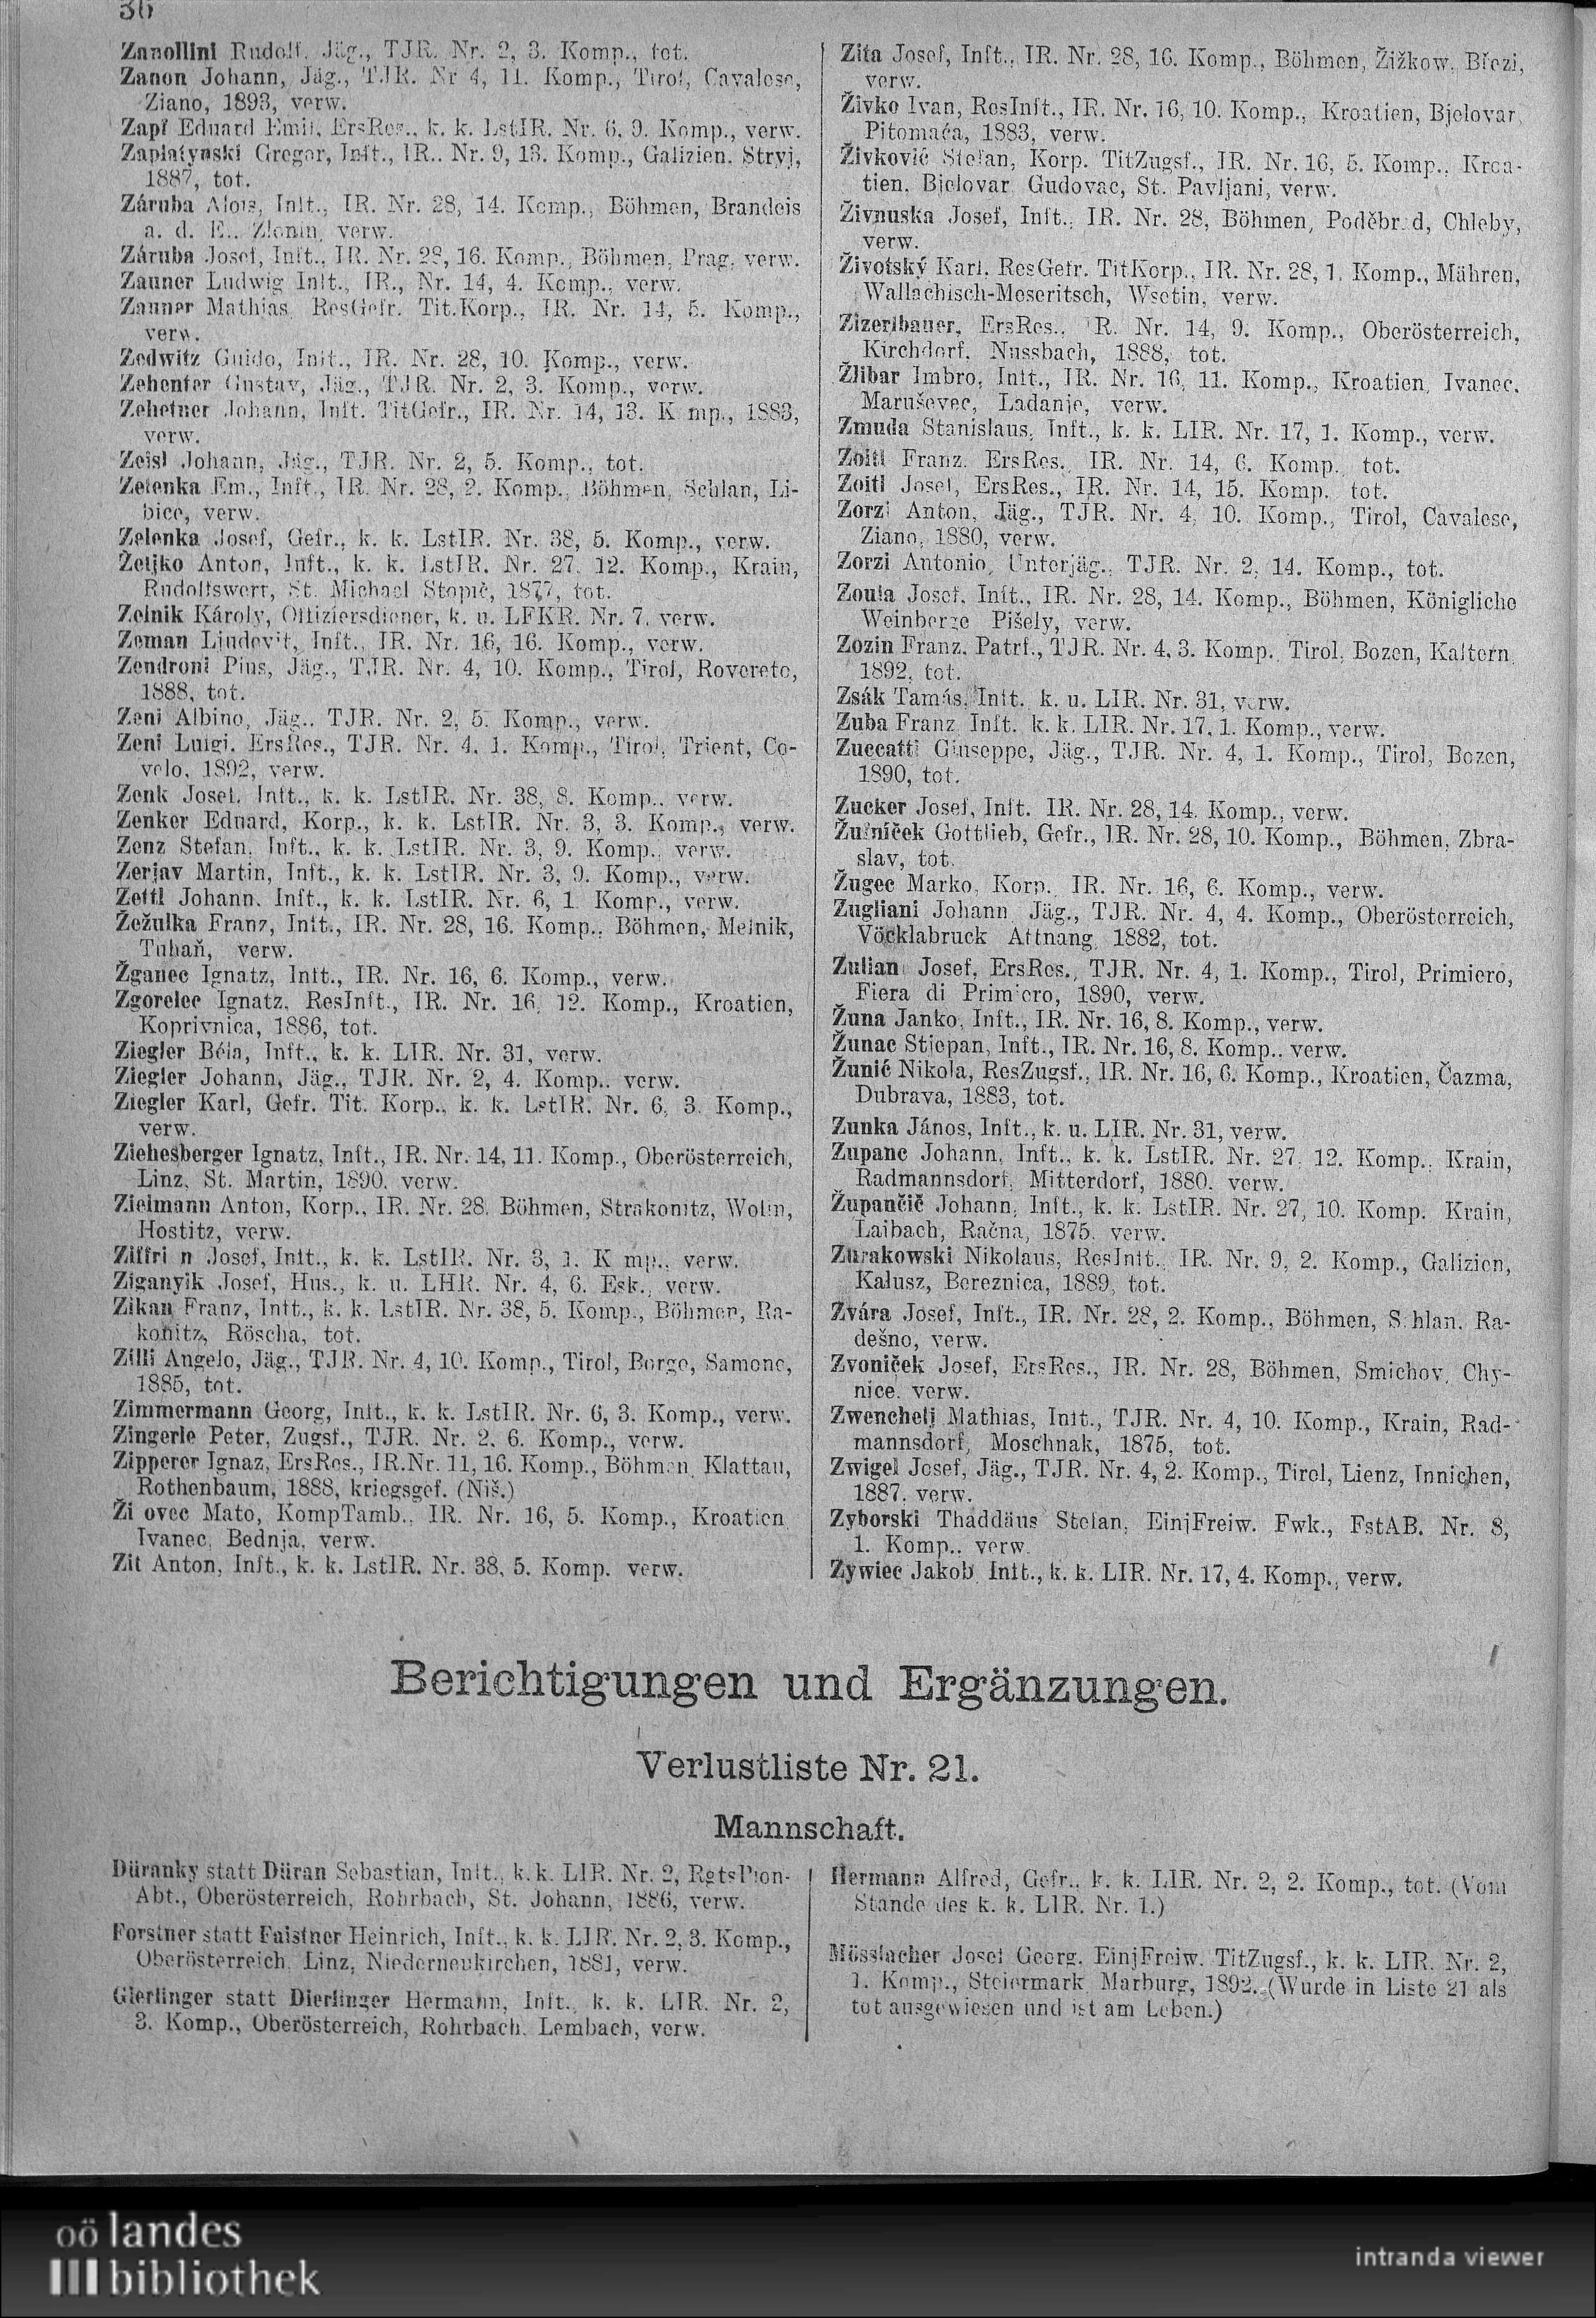 36
Zanollini Rudolf, Jäg., TJR. Nr. 2, 3. Komp., tot.
Zanon Johann, Jäg., TJR. Nr 4, 11. Komp., Tirol, Cavalese,
Ziano, 1893, verw.
Zapf Eduard Emil, ErsRes., k. k. LstIR. Nr. 6, 9. Komp., verw.
Zaplatynski Gregor, Inft., IR.. Nr. 9, 13. Komp., Galizien, Stryj,
1887, tot.
Záruba Alois, Inft., IR. Nr. 28, 14. Komp., Böhmen, Brandeis
a. d. E., Zlonin, verw.
Záruba Josef, Inft., IR. Nr. 28, 16. Komp., Böhmen, Prag, verw.
Zauner Ludwig Inft., IR., Nr. 14, 4. Komp., verw.
Zauner Mathias, ResGefr. Tit.Korp., IR. Nr. 14, 5. Komp.,
verw.
Zedwitz Guido, Inft., IR. Nr. 28, 10. Komp., verw.
Zehenter Gustav, Jäg., TJR. Nr. 2, 3. Komp., verw.
Zehetner Johann, Inft. TitGefr., IR. Nr. 14, 13. K mp., 1883,
verw.
Zeisl Johann, Jäg., TJR. Nr. 2, 5. Komp., tot.
Zelenka Em., Inft., IR. Nr. 28, 2. Komp., Böhmen, Schlan, Li-
bice, verw.
Zelenka Josef, Gefr., k. k. LstIR. Nr. 38, 5. Komp., verw.
Željko Anton, Inft., k. k. LstIR. Nr. 27, 12. Komp., Krain,
Rudolfswert, St. Michael Stopič, 1877, tot.
Zelnik Károly, Offiziersdiener, k. u. LFKR. Nr. 7, verw.
Zeman Ljudevit, Inft., IR. Nr. 16, 16. Komp., verw.
Zendroni Pius, Jäg., TJR. Nr. 4, 10. Komp., Tirol, Rovereto,
1888, tot.
Zeni Albino, Jäg., TJR. Nr. 2, 5. Komp., verw.
Zeni Luigi, ErsRes., TJR. Nr. 4, 1. Komp., Tirol, Trient, Co-
velo, 1892, verw.
Zenk Josef, Inft., k. k. LstIR. Nr. 38, 8. Komp., verw.
Zenker Eduard, Korp., k. k. LstIR. Nr. 3, 3. Komp., verw.
Zenz Stefan, Inft., k. k. LstIR. Nr. 3, 9. Komp., verw.
Zerjav Martin, Inft., k. k. LstIR. Nr. 3, 9. Komp., verw.
Zettl Johann, Inft., k. k. LstIR. Nr. 6, 1. Komp., verw.
Žežulka Franz, Inft., IR. Nr. 28, 16. Komp., Böhmen, Melnik,
Tuhaň, verw.
Žganec Ignatz, Inft., IR. Nr. 16, 6. Komp., verw.
Zgorelec Ignatz, ResInft., IR. Nr. 16, 12. Komp., Kroatien,
Koprivnica, 1886, tot.
Ziegler Béla, Inft., k. k. LIR. Nr. 31, verw.
Ziegler Johann, Jäg., TJR. Nr. 2, 4. Komp., verw.
Ziegler Karl, Gefr. Tit. Korp., k. k. LstIR. Nr. 6, 3. Komp.,
verw.
Ziehesberger Ignatz, Inft., IR. Nr. 14, 11. Komp., Oberösterreich,
Linz, St. Martin, 1890, verw.
Zielmann Anton, Korp., IR. Nr. 28, Böhmen, Strakonitz, Wolin,
Hostitz, verw.
Ziffri n Josef, Inft., k. k. LstIR. Nr. 3, 1. K mp., verw.
Ziganyik Josef, Hus., k. u. LHR. Nr. 4, 6. Esk., verw.
Zikan Franz, Inft., k. k. LstIR. Nr. 38, 5. Komp., Böhmen, Ra-
konitz, Röscha, tot.
Zilli Angelo, Jäg., TJR. Nr. 4, 10. Komp., Tirol, Borgo, Samone,
1885, tot.
Zimmermann Georg, Inft., k. k. LstIR. Nr. 6, 3. Komp., verw.
Zingerle Peter, Zugsf., TJR. Nr. 2, 6. Komp., verw.
Zipperer Ignaz, ErsRes., IR.Nr. 11, 16. Komp., Böhmen, Klattau,
Rothenbaum, 1888, kriegsgef. (Niš.)
Ži ovec Mato, KompTamb., IR. Nr. 16, 5. Komp., Kroatien
Ivanec, Bednja, verw.
Zit Anton, Inft., k. k. LstIR. Nr. 38, 5. Komp. verw.
Zita Josef, Inft., IR. Nr. 28, 16. Komp., Böhmen, Žižkow, Březi,
verw.
Živko Ivan, ResInft., IR. Nr. 16, 10. Komp., Kroatien, Bjelovar,
Pitomača, 1883, verw.
Živković Stefan, Korp. TitZugsf., IR. Nr. 16, 5. Komp., Kroa-
tien, Bjelovar Gudovac, St. Pavljani, verw.
Živnuska Josef, Inft., IR. Nr. 28, Böhmen, Poděbr.d, Chleby,
verw.
Životský Karl, ResGefr. TitKorp., IR. Nr. 28, 1. Komp., Mähren,
Wallachisch-Meseritsch, Wsetin, verw.
Zizerlbauer, ErsRes., R. Nr. 14, 9. Komp., Oberösterreich,
Kirchdorf, Nussbach, 1888, tot.
Žlibar Imbro, Inft., IR. Nr. 16, 11. Komp., Kroatien, Ivanec,
Maruševec, Ladanje, verw.
Zmuda Stanislaus, Inft., k. k. LIR. Nr. 17, 1. Komp., verw.
Zoitl Franz, ErsRes., IR. Nr. 14, 6. Komp., tot.
Zoitl Josef, ErsRes., IR. Nr. 14, 15. Komp. tot.
Zorzi Anton, Jäg., TJR. Nr. 4, 10. Komp., Tirol, Cavalese,
Ziano, 1880, verw.
Zorzi Antonio, Unterjäg., TJR. Nr. 2, 14. Komp., tot.
Zoula Josef, Inft., IR. Nr. 28, 14. Komp., Böhmen, Königliche
Weinberge Pišely, verw.
Zozin Franz, Patrf., TJR. Nr. 4, 3. Komp., Tirol, Bozen, Kaltern,
1892, tot.
Zsák Tamás, Inft. k. u. LIR. Nr. 31, verw.
Zuba Franz Inft. k. k. LIR. Nr. 17, 1. Komp., verw.
Zuccatti Giuseppe, Jäg., TJR. Nr. 4, 1. Komp., Tirol, Bozen,
1890, tot.
Zucker Josef, Inft. IR. Nr. 28, 14. Komp., verw.
Žufníček Gottlieb, Gefr., IR. Nr. 28, 10. Komp., Böhmen, Zbra-
slav, tot.
Žugec Marko, Korp. IR. Nr. 16, 6. Komp., verw.
Zugliani Johann Jäg., TJR. Nr. 4, 4. Komp., Oberösterreich,
Vöcklabruck Attnang 1882, tot.
Zulian Josef, ErsRes., TJR. Nr. 4, 1. Komp., Tirol, Primiero,
Fiera di Primiero, 1890, verw.
Žuna Janko, Inft., IR. Nr. 16, 8. Komp., verw.
Žunac Stjepan, Inft., IR. Nr. 16, 8. Komp., verw.
Žunić Nikola, ResZugsf., IR. Nr. 16, 6. Komp., Kroatien, Čazma,
Dubrava, 1883, tot.
Zunka János, Inft., k. u. LIR. Nr. 31, verw.
Zupanc Johann, Inft., k. k. LstIR. Nr. 27, 12. Komp., Krain,
Radmannsdorf, Mitterdorf, 1880, verw.
Župančič Johann, Inft., k. k. LstIR. Nr. 27, 10. Komp. Krain,
Laibach, Račna, 1875, verw.
Zurakowski Nikolaus, ResInft., IR. Nr. 9, 2. Komp., Galizien,
Kalusz, Bereznica, 1889, tot.
Zvára Josef, Inft., IR. Nr. 28, 2. Komp., Böhmen, S.hlan, Ra-
dešno, verw.
Zvoniček Josef, ErsRes., IR. Nr. 28, Böhmen, Smichov, Chy-
nice, verw.
Zwenchelj Mathias, Inft., TJR. Nr. 4, 10. Komp., Krain, Rad-
mannsdorf, Moschnak, 1875, tot.
Zwigel Josef, Jäg., TJR. Nr. 4, 2. Komp., Tirol, Lienz, Innichen,
1887, verw.
Zyborski Thaddäus Stefan, EinjFreiw. Fwk., FstAB. Nr. 8,
1. Komp., verw.
Zywiec Jakob Inft., k. k. LIR. Nr. 17, 4. Komp., verw.
Berichtigungen und Ergänzungen.
Verlustliste Nr. 21.
Mannschaft.
Düranky statt Düran Sebastian, Inft., k. k. LIR. Nr. 2, RgtsPion-
Abt., Oberösterreich, Rohrbach, St. Johann, 1886, verw.
Forstner statt Faistner Heinrich, Inft., k. k. LIR. Nr. 2, 3. Komp.,
Oberösterreich, Linz, Niederneukirchen, 1881, verw.
Gierlinger statt Dierlinger Hermann, Inft., k. k. LIR. Nr. 2,
3. Komp., Oberösterreich, Rohrbach, Lembach, verw.
Hermann Alfred, Gefr., k. k. LIR. Nr. 2, 2. Komp., tot. (Vom
Stande des k. k. LIR. Nr. 1.)
Mösslacher Josef Georg, EinjFreiw. TitZugsf., k. k. LIR. Nr. 2,
1. Komp., Steiermark Marburg, 1892. (Wurde in Liste 21 als
tot ausgewiesen und ist am Leben.)
oö landes
bibliothek
intranda viewer